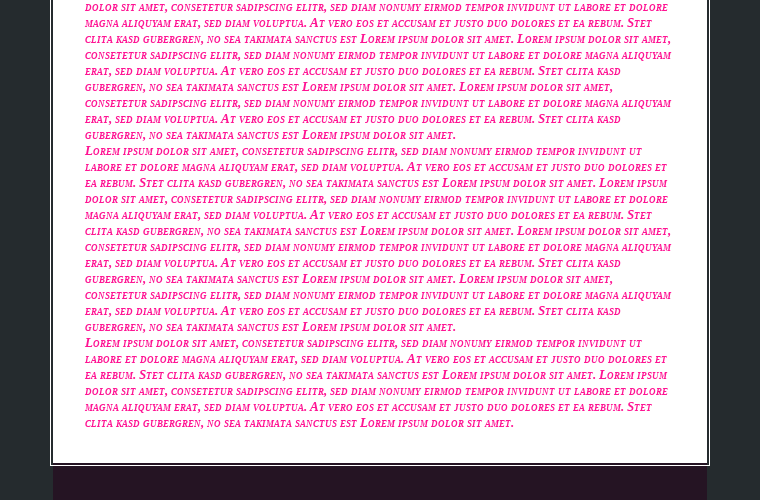 dolor sit amet, consetetur sadipscing elitr, sed diam nonumy eirmod tempor invidunt ut labore et dolore
magna aliquyam erat, sed diam voluptua. At vero eos et accusam et justo duo dolores et ea rebum. Stet
clita kasd gubergren, no sea takimata sanctus est Lorem ipsum dolor sit amet. Lorem ipsum dolor sit amet,
consetetur sadipscing elitr, sed diam nonumy eirmod tempor invidunt ut labore et dolore magna aliquyam
erat, sed diam voluptua. At vero eos et accusam et justo duo dolores et ea rebum. Stet clita kasd
gubergren, no sea takimata sanctus est Lorem ipsum dolor sit amet. Lorem ipsum dolor sit amet,
consetetur sadipscing elitr, sed diam nonumy eirmod tempor invidunt ut labore et dolore magna aliquyam
erat, sed diam voluptua. At vero eos et accusam et justo duo dolores et ea rebum. Stet clita kasd
gubergren, no sea takimata sanctus est Lorem ipsum dolor sit amet.
Lorem ipsum dolor sit amet, consetetur sadipscing elitr, sed diam nonumy eirmod tempor invidunt ut
labore et dolore magna aliquyam erat, sed diam voluptua. At vero eos et accusam et justo duo dolores et
ea rebum. Stet clita kasd gubergren, no sea takimata sanctus est Lorem ipsum dolor sit amet. Lorem ipsum
dolor sit amet, consetetur sadipscing elitr, sed diam nonumy eirmod tempor invidunt ut labore et dolore
magna aliquyam erat, sed diam voluptua. At vero eos et accusam et justo duo dolores et ea rebum. Stet
clita kasd gubergren, no sea takimata sanctus est Lorem ipsum dolor sit amet. Lorem ipsum dolor sit amet,
consetetur sadipscing elitr, sed diam nonumy eirmod tempor invidunt ut labore et dolore magna aliquyam
erat, sed diam voluptua. At vero eos et accusam et justo duo dolores et ea rebum. Stet clita kasd
gubergren, no sea takimata sanctus est Lorem ipsum dolor sit amet. Lorem ipsum dolor sit amet,
consetetur sadipscing elitr, sed diam nonumy eirmod tempor invidunt ut labore et dolore magna aliquyam
erat, sed diam voluptua. At vero eos et accusam et justo duo dolores et ea rebum. Stet clita kasd
gubergren, no sea takimata sanctus est Lorem ipsum dolor sit amet.
Lorem ipsum dolor sit amet, consetetur sadipscing elitr, sed diam nonumy eirmod tempor invidunt ut
labore et dolore magna aliquyam erat, sed diam voluptua. At vero eos et accusam et justo duo dolores et
ea rebum. Stet clita kasd gubergren, no sea takimata sanctus est Lorem ipsum dolor sit amet. Lorem ipsum
dolor sit amet, consetetur sadipscing elitr, sed diam nonumy eirmod tempor invidunt ut labore et dolore
magna aliquyam erat, sed diam voluptua. At vero eos et accusam et justo duo dolores et ea rebum. Stet
clita kasd gubergren, no sea takimata sanctus est Lorem ipsum dolor sit amet.